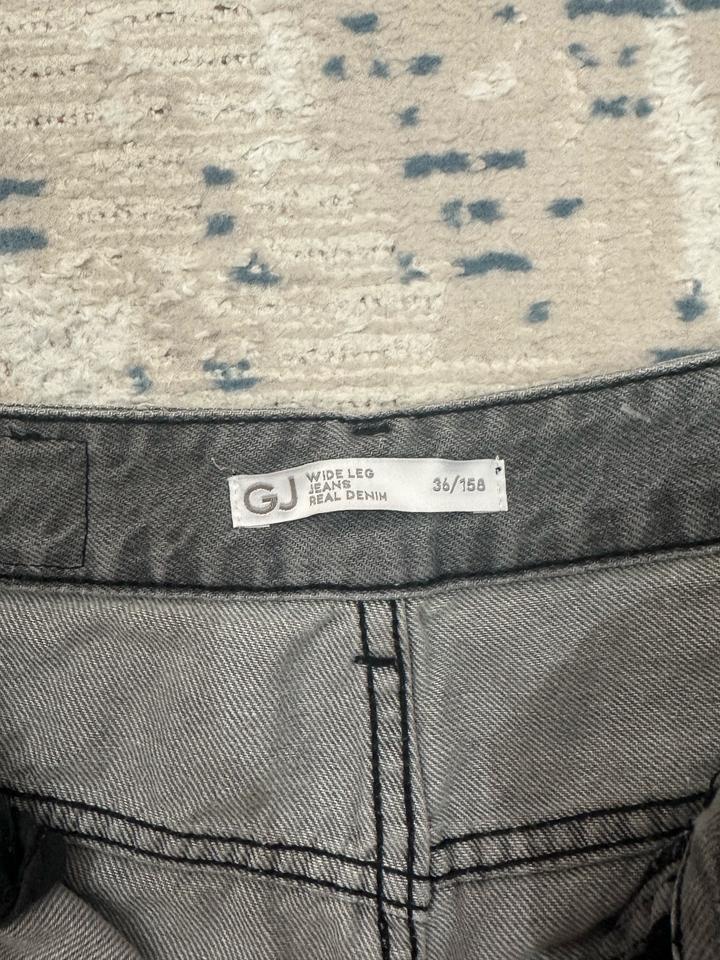 GJ
WIDE LEG
JEANS
REAL DENIM
36/158